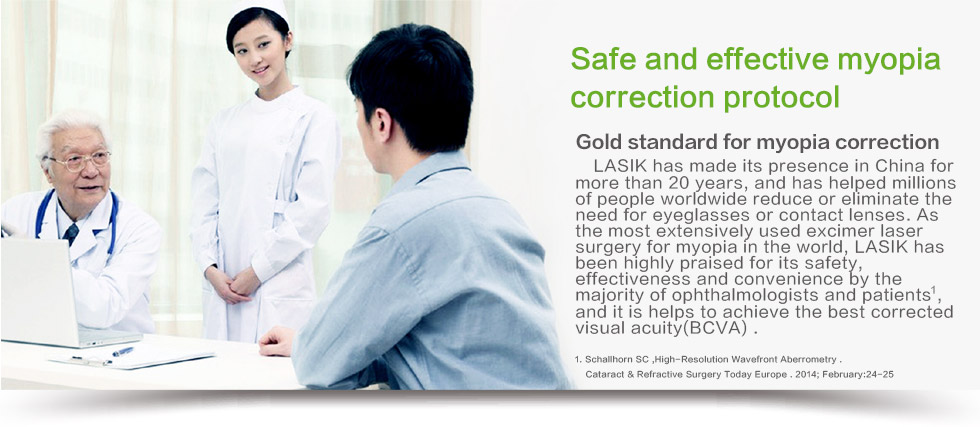 Safe and effective myopia
correction protocol
Gold standard for myopia correction
LASIK has made its presence in China for
more than 20 years, and has helped millions
of people worldwide reduce or eliminate the
need for eyeglasses or contact lenses. As
the most extensively used excimer laser
surgery for myopia in the world, LASIK has
been highly praised for its safety,
effectiveness and convenience by the
majority of ophthalmologists and patients¹,
and it is helps to achieve the best corrected
visual acuity(BCVA) .
1. Schallhorn SC ,High-Resolution Wavefront Aberrometry .
Cataract & Refractive Surgery Today Europe . 2014; February:24-25